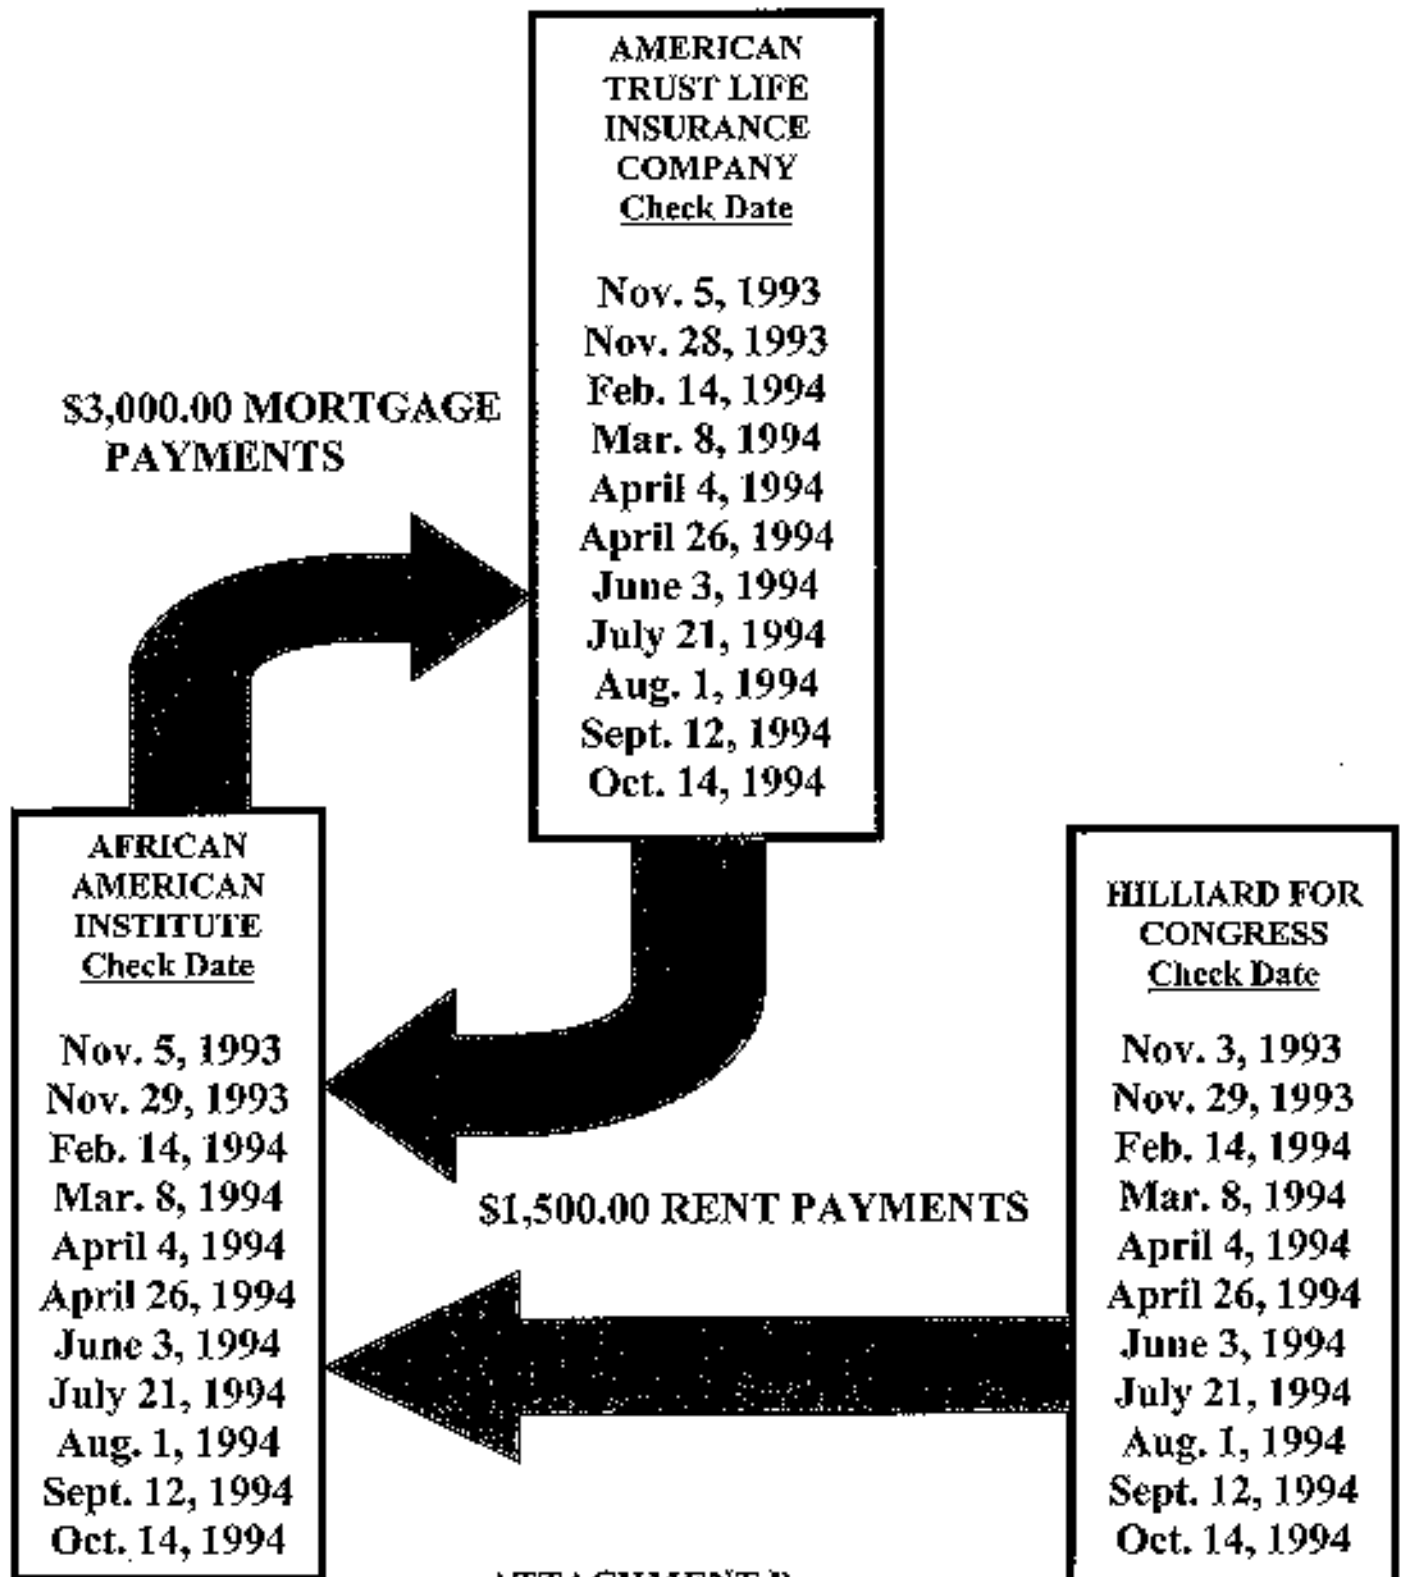 AMERICAN
TRUST LIFE
INSURANCE
COMPANY
Check Date
Nov. 5, 1993
Nov. 28, 1993
Feb. 14, 1994
Mar. 8, 1994
April 4, 1994
April 26, 1994
June 3, 1994
July 21, 1994
Aug. 1, 1994
Sept. 12, 1994
Oct. 14, 1994
$3,000.00 MORTGAGE
PAYMENTS
AFRICAN
AMERICAN
INSTITUTE
Check Date
Nov. 5, 1993
Nov. 29, 1993
Feb. 14, 1994
Mar. 8, 1994
April 4, 1994
April 26, 1994
June 3, 1994
July 21, 1994
Aug. 1, 1994
Sept. 12, 1994
Oct. 14, 1994
$1,500.00 RENT PAYMENTS
HILLIARD FOR
CONGRESS
Check Date
Nov. 3, 1993
Nov. 29, 1993
Feb. 14, 1994
Mar. 8, 1994
April 4, 1994
April 26, 1994
June 3, 1994
July 21, 1994
Aug. 1, 1994
Sept. 12, 1994
Oct. 14, 1994
ATTACHMENT